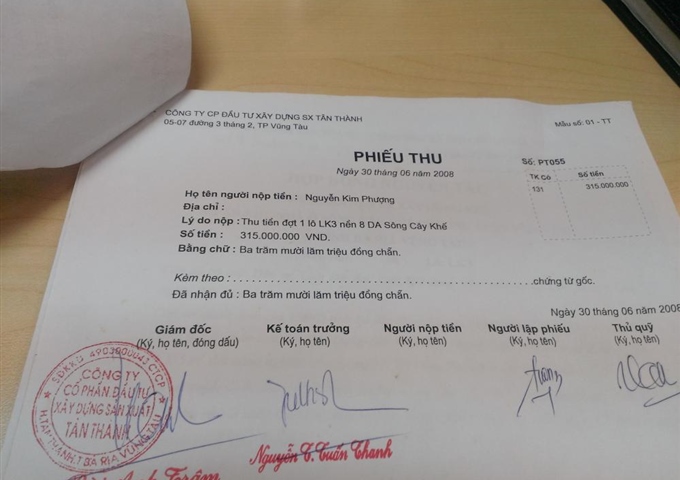 CÔNG TY CP ĐẦU TƯ XÂY DỰNG SX TÂN THÀNH
05-07 đường 3 tháng 2, TP Vũng Tàu
Mẫu số: 01 - TT
PHIẾU THU
Ngày 30 tháng 06 năm 2008
Số: PT055
TK Có Số tiền
131 315.000.000
Họ tên người nộp tiền : Nguyễn Kim Phượng
Địa chỉ :
Lý do nộp : Thu tiền đợt 1 lô LK3 nền 8 DA Sông Cây Khế
Số tiền : 315.000.000 VND.
Bằng chữ : Ba trăm mười lăm triệu đồng chẵn.
Kèm theo : chứng từ gốc.
Đã nhận đủ : Ba trăm mười lăm triệu đồng chẵn.
Ngày 30 tháng 06 năm 2008
Giám đốc Kế toán trưởng Người nộp tiền Người lập phiếu Thủ quỹ
(Ký, họ tên, đóng dấu) (Ký, họ tên) (Ký, họ tên) (Ký, họ tên) (Ký, họ tên)
CÔNG TY
CỔ PHẦN ĐẦU TƯ
XÂY DỰNG SẢN XUẤT
TÂN THÀNH
Nguyễn T. Tuấn Thanh